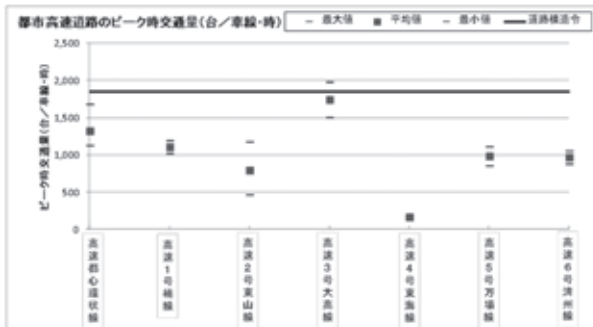 都市高速道路のピーク時交通量(台/車線・時)
最大値 平均値 最小値 道路構造令
ピーク時交通量(台/車線・時)
2,500
2,000
1,500
1,000
500
0
高速都心環状線
高速1号楠線
高速2号東山線
高速3号大高線
高速4号東海線
高速5号万場線
高速6号清州線